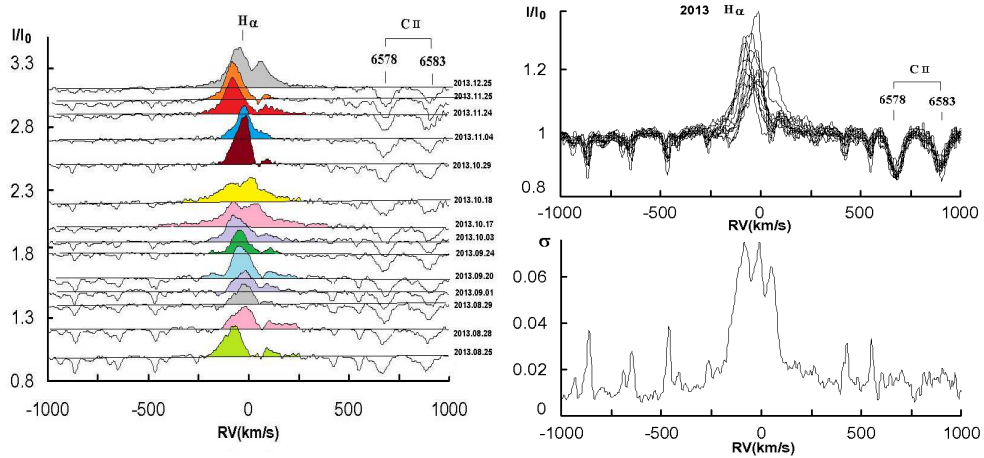 I/I₀
H α
C II
6578 6583
3.3
2.8
2.3
1.8
1.3
0.8
2013.12.25
2013.11.25
2013.11.24
2013.11.04
2013.10.29
2013.10.18
2013.10.17
2013.10.03
2013.09.24
2013.09.20
2013.09.01
2013.08.29
2013.08.28
2013.08.25
-1000 -500 0 500 1000
RV(km/s)
I/I₀
2013 H α
C II
6578 6583
1.2
1
0.8
-1000 -500 0 500 1000
RV(km/s)
σ
0.06
0.04
0.02
0
-1000 -500 0 500 1000
RV(km/s)